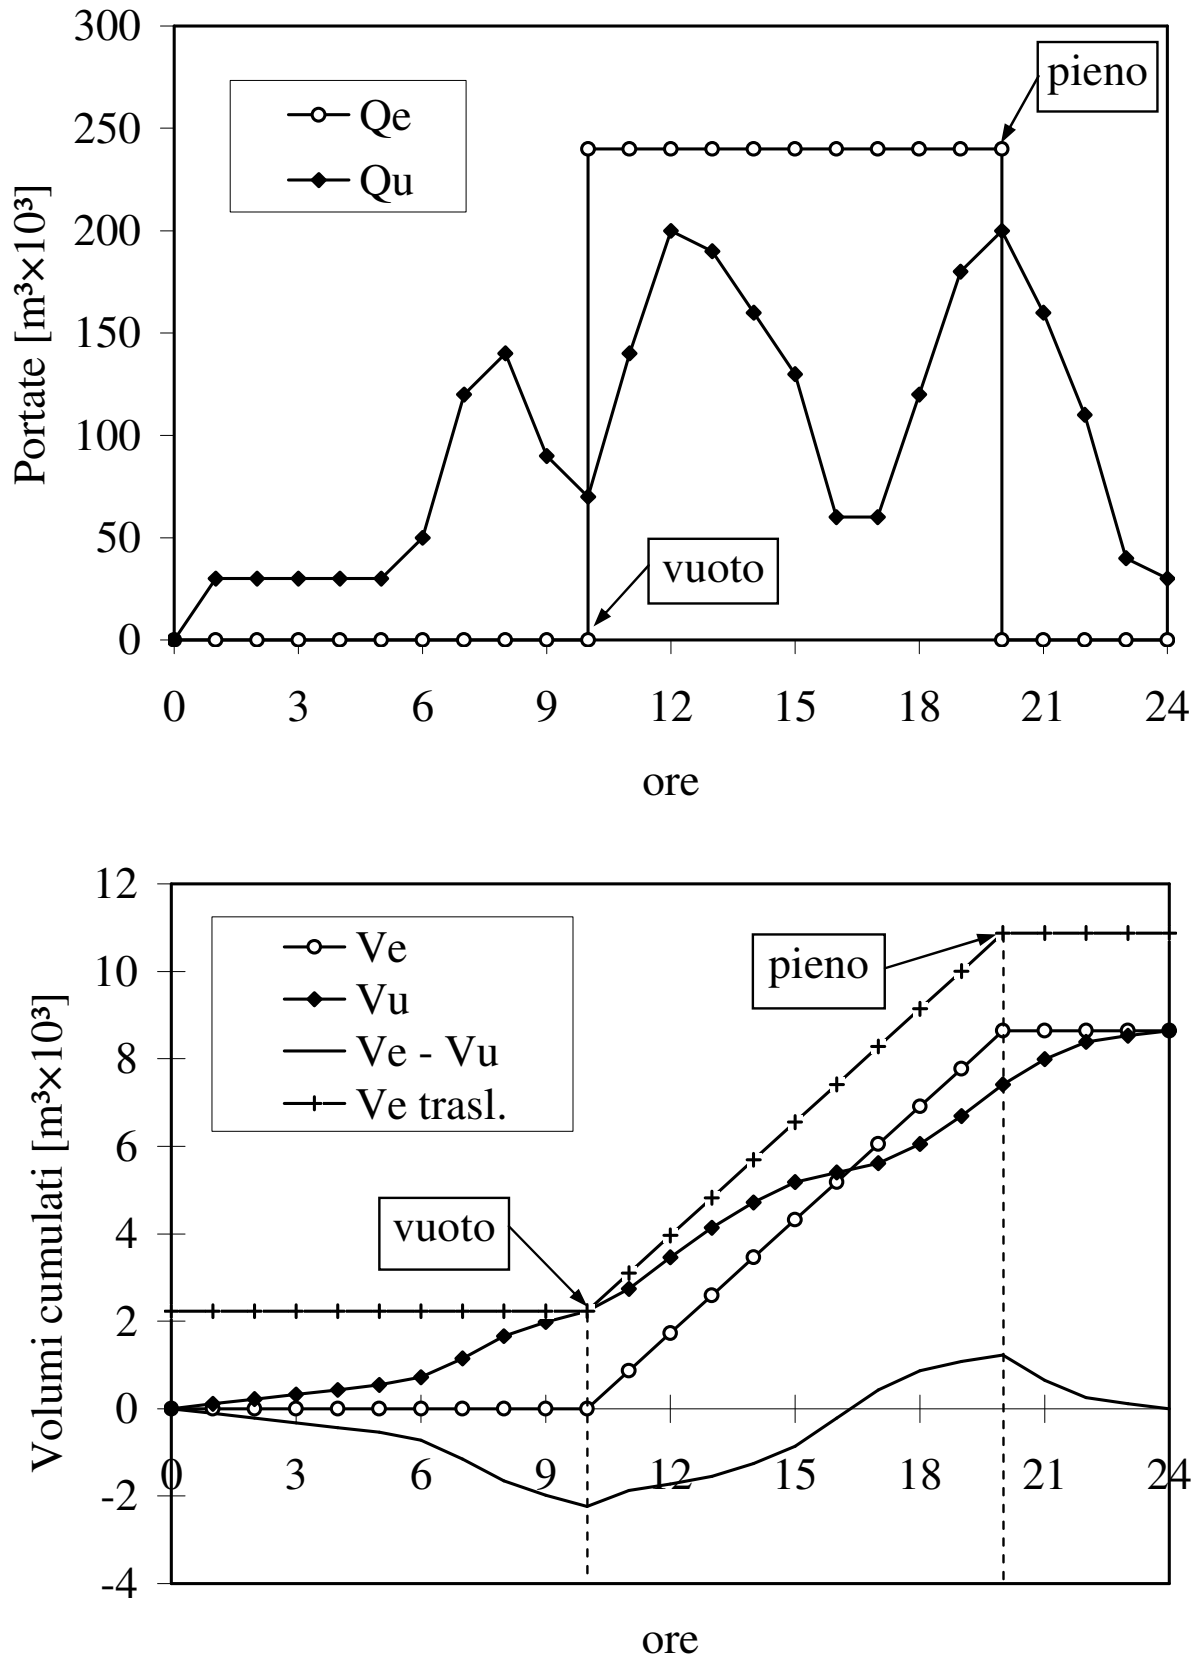 300
250
200
150
100
50
0
Portate [m³×10³]
Qe
Qu
pieno
vuoto
0 3 6 9 12 15 18 21 24
ore
12
10
8
6
4
2
0
-2
-4
Volumi cumulati [m³×10³]
Ve
Vu
Ve - Vu
Ve trasl.
pieno
vuoto
0 3 6 9 12 15 18 21 24
ore